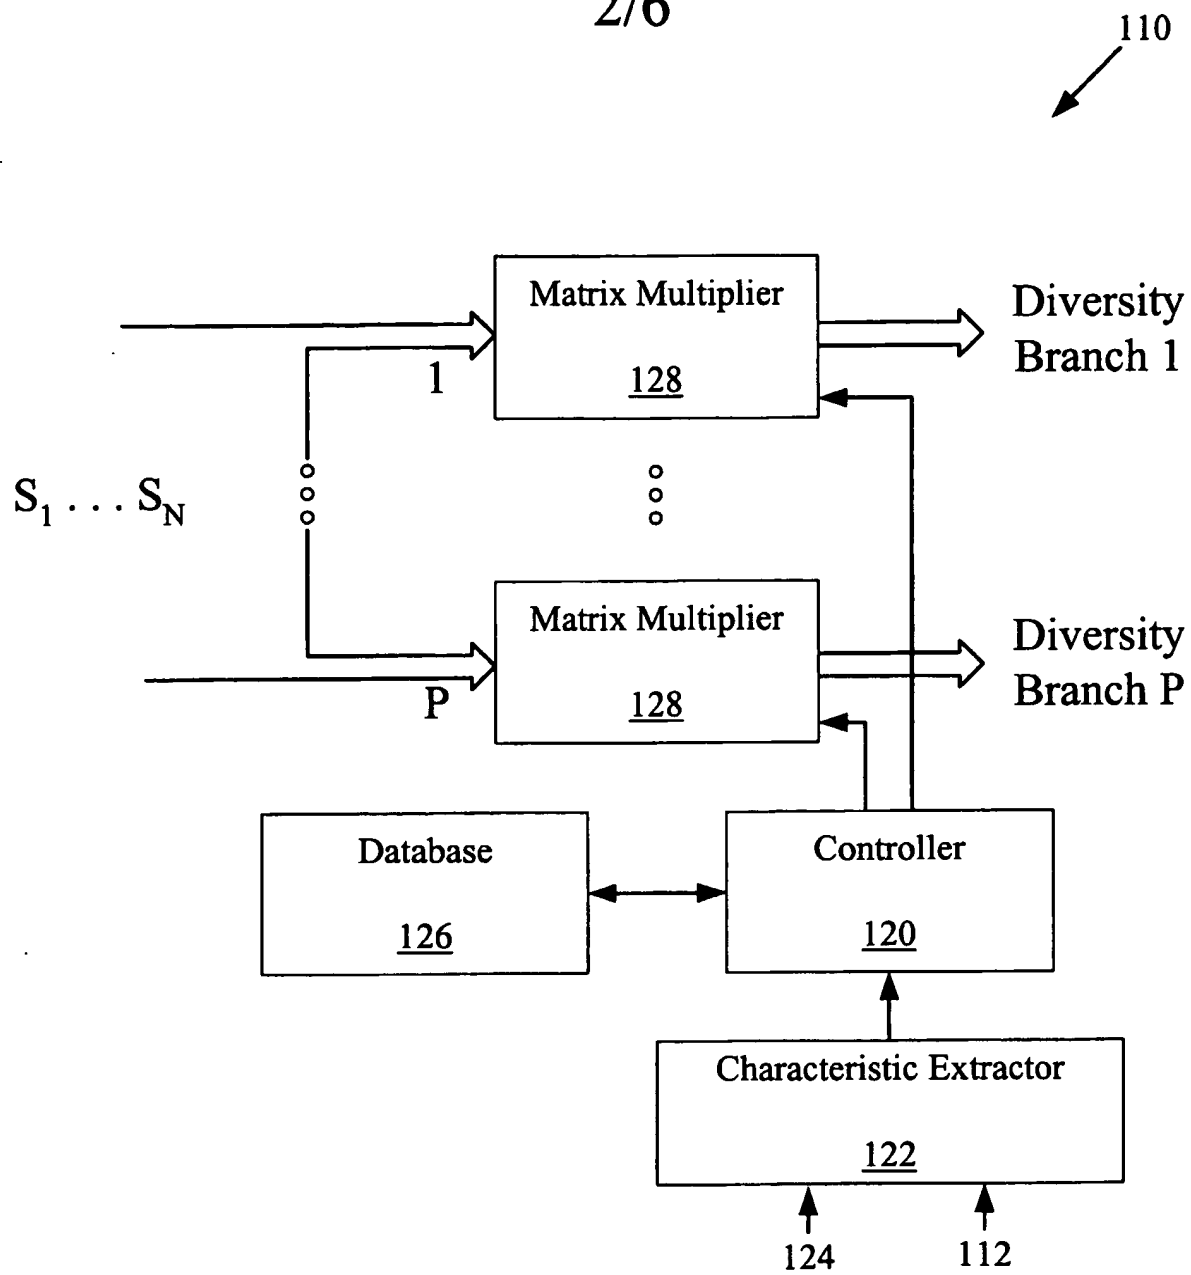 2/6
110
Matrix Multiplier
128
Diversity
Branch 1
1
S1 . . . SN
Matrix Multiplier
128
Diversity
Branch P
P
Database
126
Controller
120
Characteristic Extractor
122
124
112